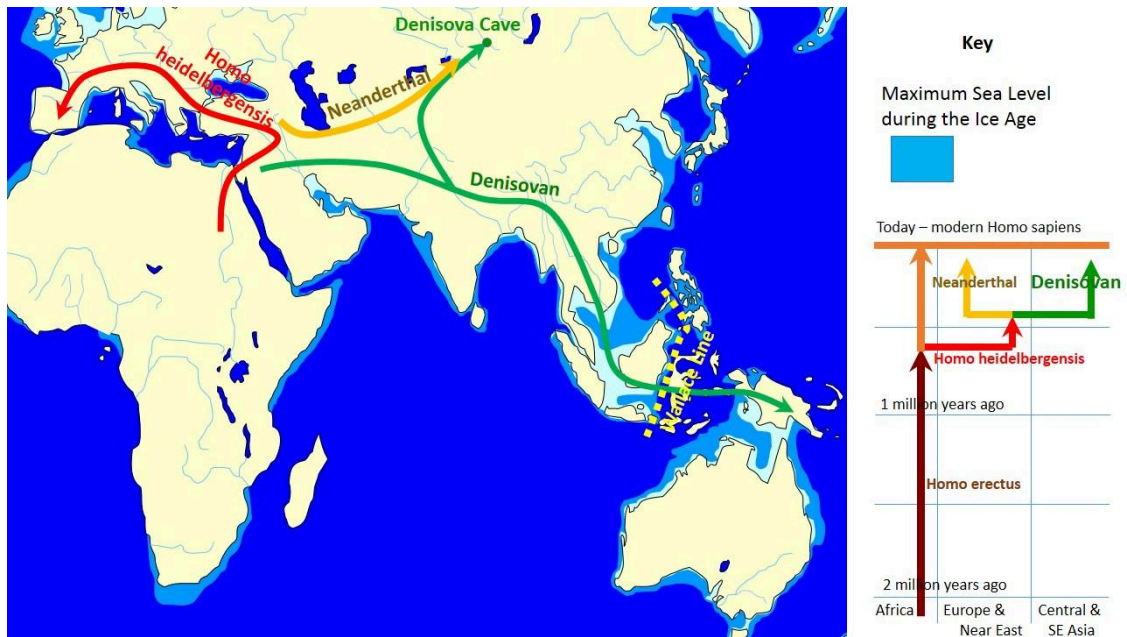 Denisova Cave
Homo
heidelbergensis
Neanderthal
Denisovan
Wallace Line
Key
Maximum Sea Level
during the Ice Age
Today – modern Homo sapiens
Neanderthal
Denisovan
Homo heidelbergensis
1 million years ago
Homo erectus
2 million years ago
Africa
Europe &
Near East
Central &
SE Asia